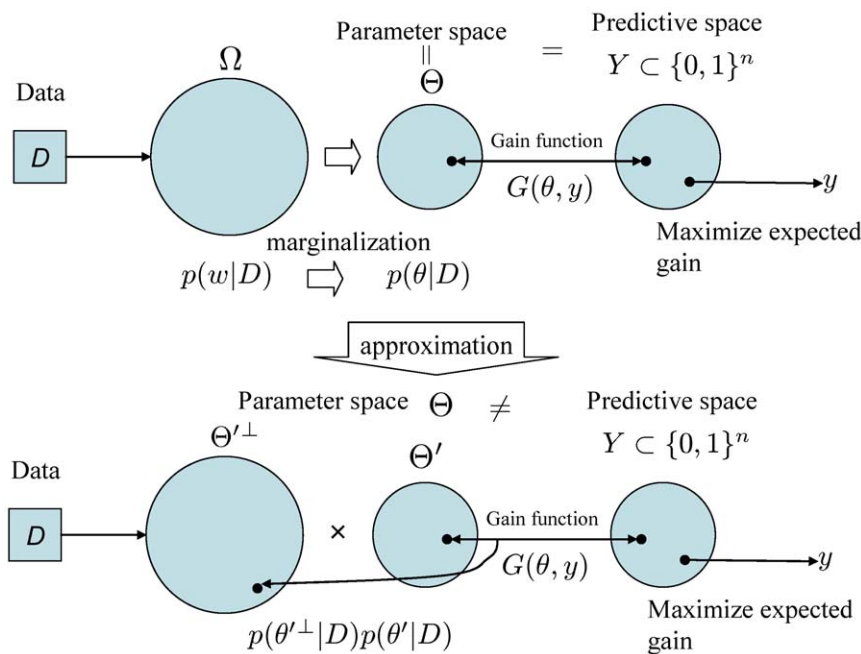 Parameter space = Predictive space
Ω
=
Θ
Y ⊂ {0, 1}ⁿ
Data
D
Gain function
G(θ, y)
y
Maximize expected
gain
marginalization
p(w|D) ⇨ p(θ|D)
approximation
Parameter space Θ ≠ Predictive space
Θ′⊥
Θ′
Y ⊂ {0, 1}ⁿ
Data
D
×
Gain function
G(θ, y)
y
Maximize expected
gain
p(θ′⊥|D)p(θ′|D)